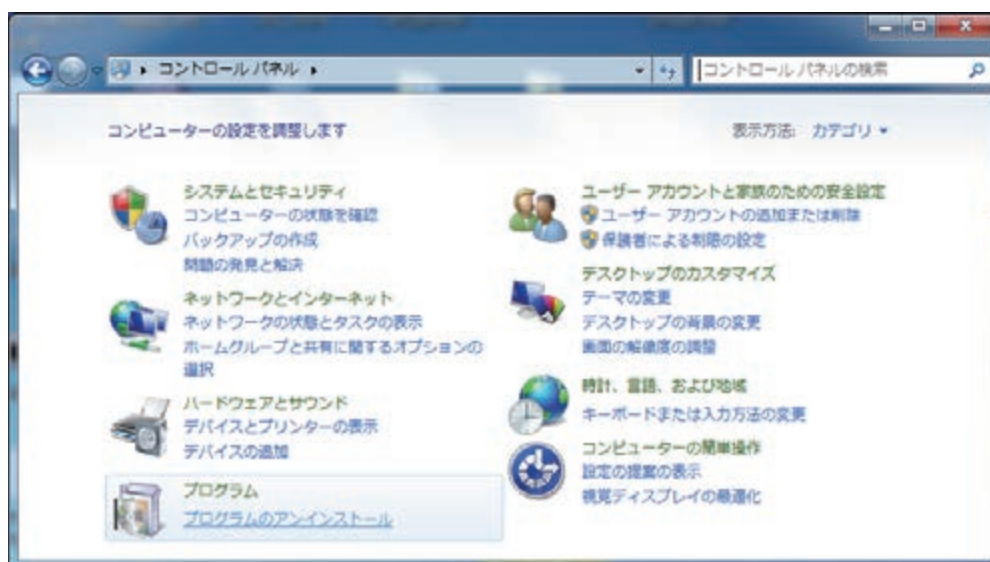 コントロール パネル
コントロール パネルの検索
コンピューターの設定を調整します
表示方法: カテゴリ
システムとセキュリティ
コンピューターの状態を確認
バックアップの作成
問題の発見と解決
ネットワークとインターネット
ネットワークの状態とタスクの表示
ホームグループと共有に関するオプションの
選択
ハードウェアとサウンド
デバイスとプリンターの表示
デバイスの追加
プログラム
プログラムのアンインストール
ユーザー アカウントと家族のための安全設定
ユーザー アカウントの追加または削除
保護者による制限の設定
デスクトップのカスタマイズ
テーマの変更
デスクトップの背景の変更
画面の解像度の調整
時計、言語、および地域
キーボードまたは入力方法の変更
コンピューターの簡単操作
設定の提案の表示
視覚ディスプレイの最適化